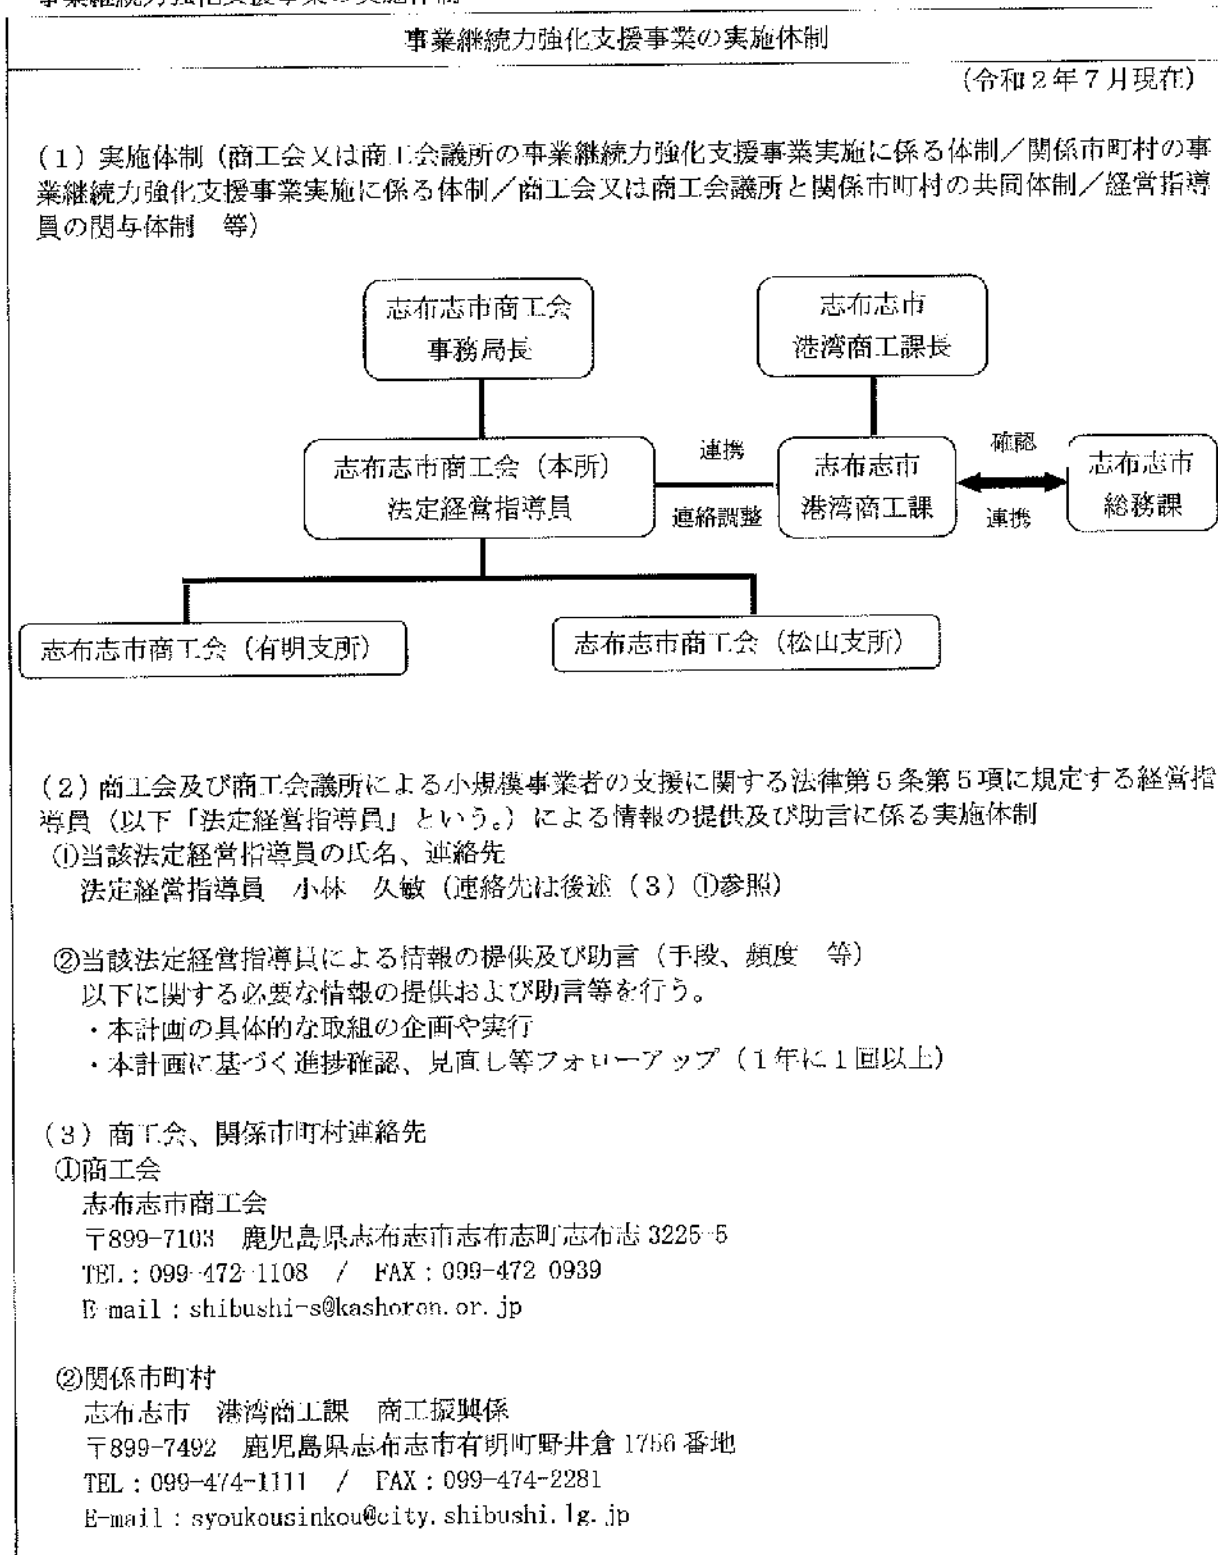 事業継続力強化支援事業の実施体制
事業継続力強化支援事業の実施体制
（令和２年７月現在）
（１）実施体制（商工会又は商工会議所の事業継続力強化支援事業実施に係る体制／関係市町村の事
業継続力強化支援事業実施に係る体制／商工会又は商工会議所と関係市町村の共同体制／経営指導
員の関与体制　等）
志布志市商工会
事務局長
志布志市
港湾商工課長
志布志市商工会（本所）
法定経営指導員
連携
連絡調整
志布志市
港湾商工課
確認
連携
志布志市
総務課
志布志市商工会（有明支所）
志布志市商工会（松山支所）
（２）商工会及び商工会議所による小規模事業者の支援に関する法律第５条第５項に規定する経営指
導員（以下「法定経営指導員」という。）による情報の提供及び助言に係る実施体制
①当該法定経営指導員の氏名、連絡先
法定経営指導員　小林　久敏（連絡先は後述（３）①参照）
②当該法定経営指導員による情報の提供及び助言（手段、頻度　等）
以下に関する必要な情報の提供および助言等を行う。
・本計画の具体的な取組の企画や実行
・本計画に基づく進捗確認、見直し等フォローアップ（１年に１回以上）
（３）商工会、関係市町村連絡先
①商工会
志布志市商工会
〒899-7103　鹿児島県志布志市志布志町志布志 3225-5
TEL：099-472-1108　/　FAX：099-472-0939
E-mail：shibushi-s@kashoren.or.jp
②関係市町村
志布志市　港湾商工課　商工振興係
〒899-7492　鹿児島県志布志市有明町野井倉 1756 番地
TEL：099-474-1111　/　FAX：099-474-2281
E-mail：syoukousinkou@city.shibushi.lg.jp